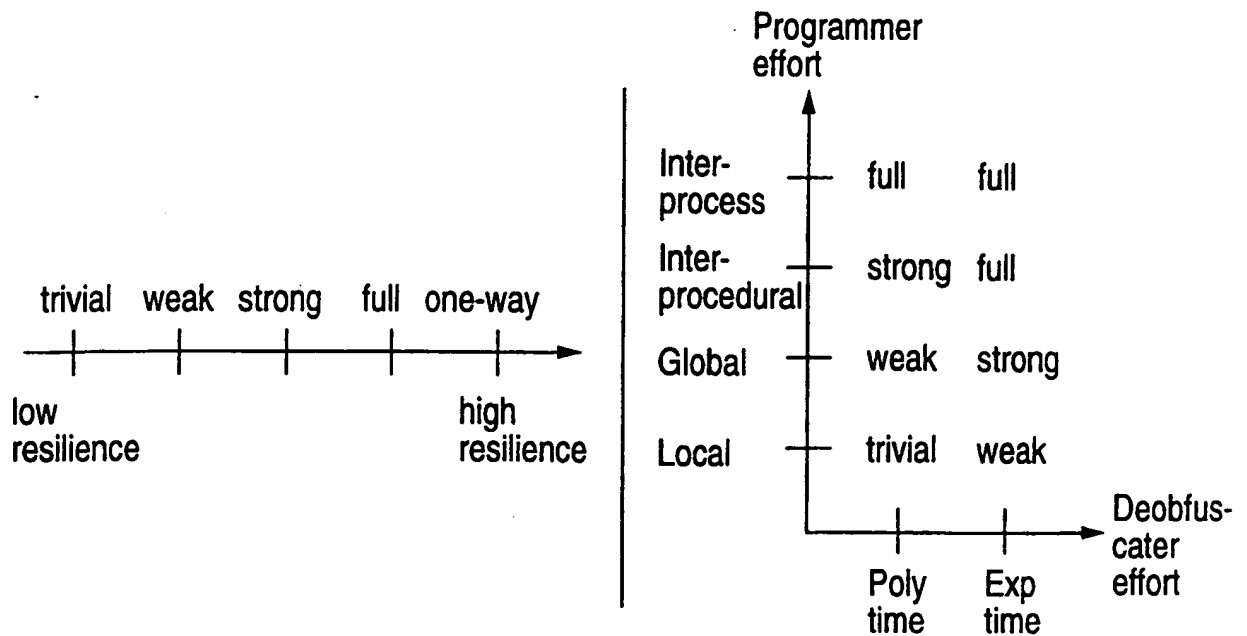 trivial weak strong full one-way
low
resilience
high
resilience
Programmer
effort
Inter-
process
full full
Inter-
procedural
strong full
Global
weak strong
Local
trivial weak
Poly
time
Exp
time
Deobfus-
cater
effort